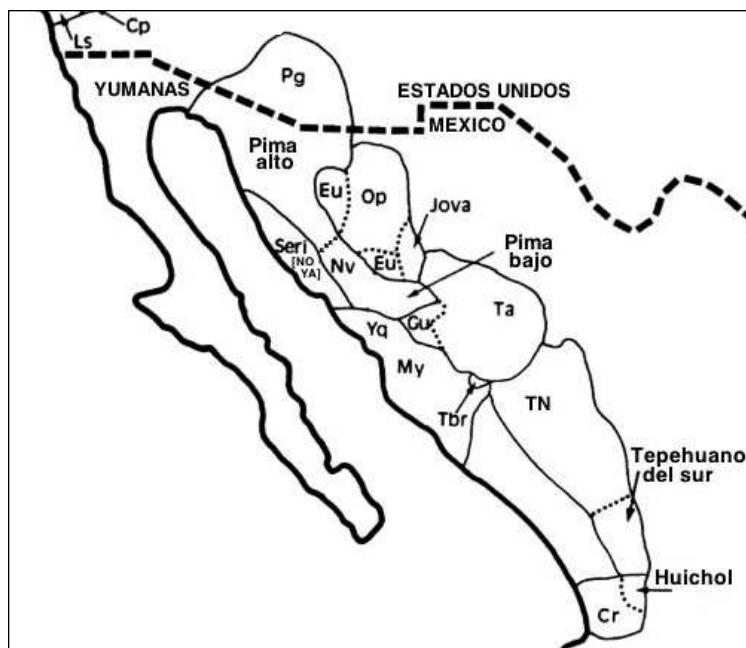 Cp
Ls
YUMANAS
Pg
ESTADOS UNIDOS
MEXICO
Pima
alto
Eu
Op
Jova
Seri
[NO
YA]
Nv
Eu
Pima
bajo
Yq
Gu
Ta
My
Tbr
TN
Tepehuano
del sur
Huichol
Cr